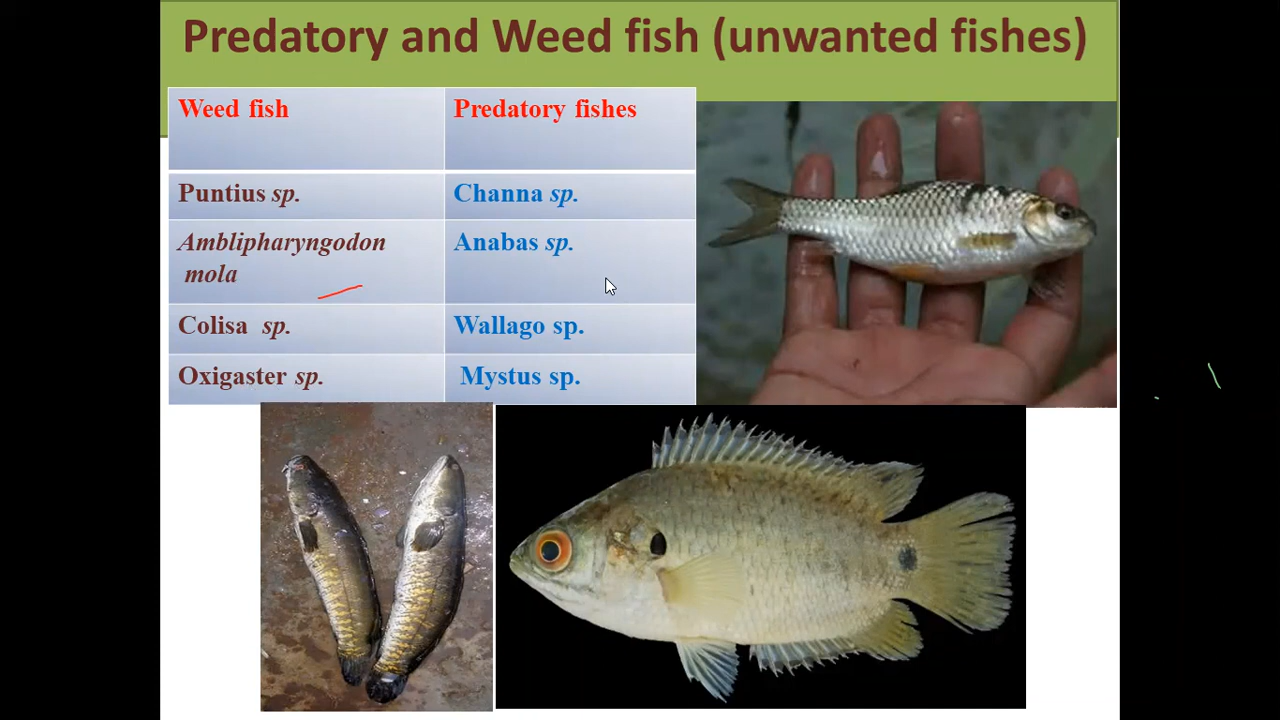 Predatory and Weed fish (unwanted fishes)
Weed fish
Predatory fishes
Puntius sp.
Channa sp.
Amblipharyngodon
mola
Anabas sp.
Colisa sp.
Wallago sp.
Oxigaster sp.
Mystus sp.